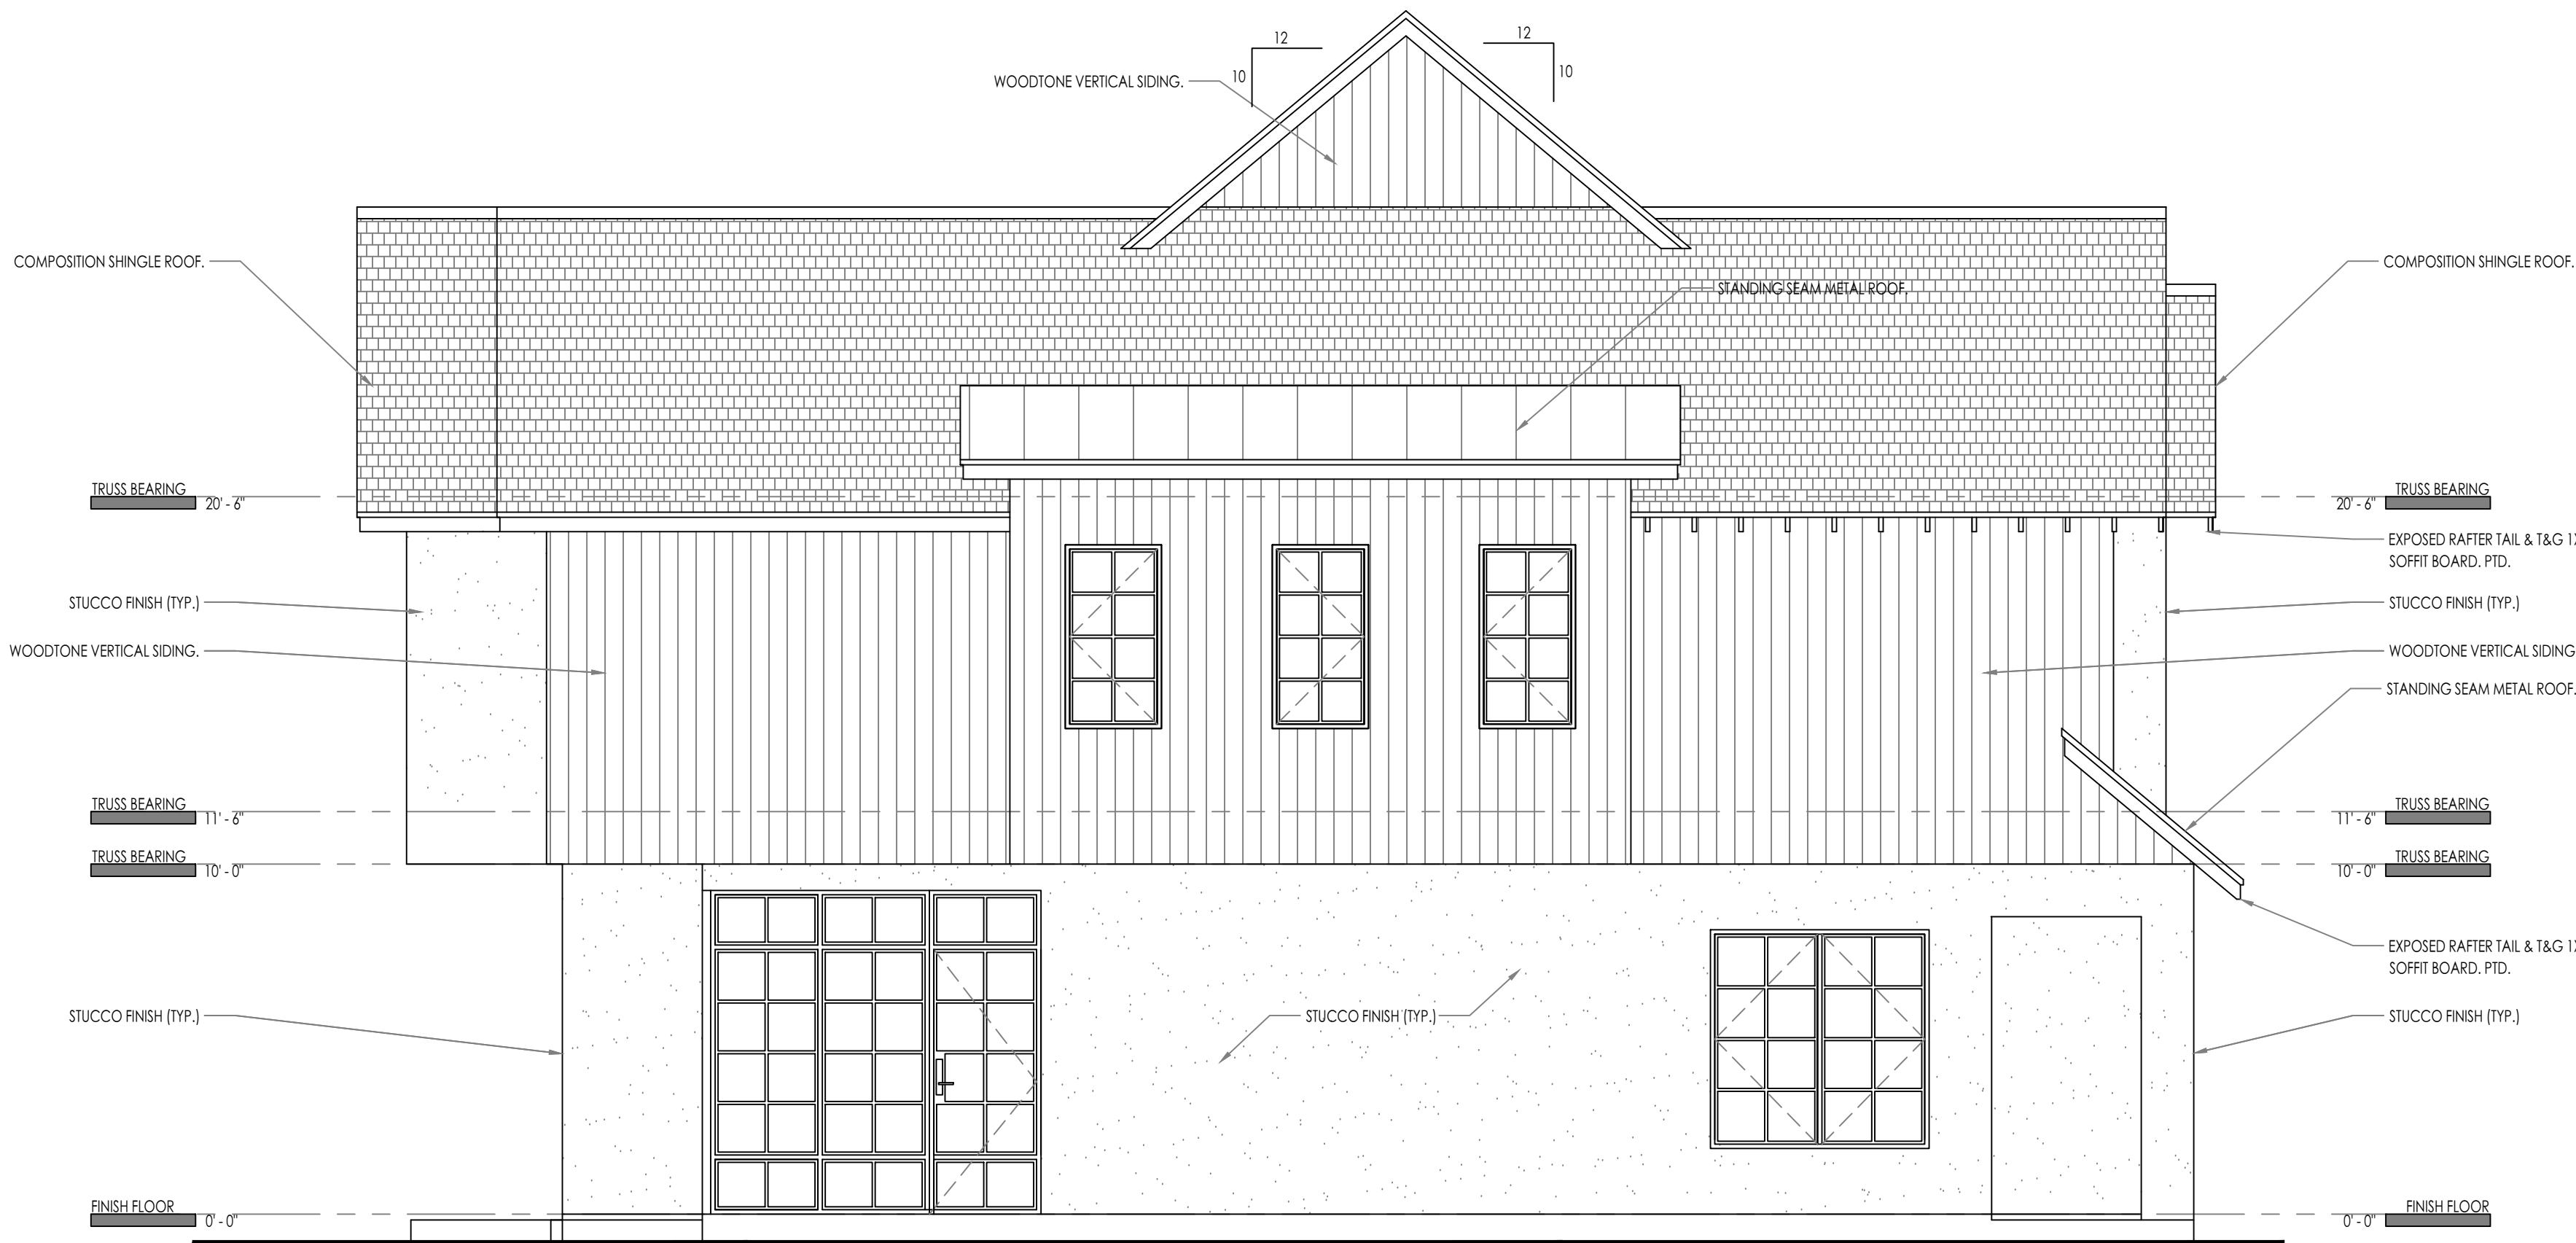 12
10
12
10
WOODTONE VERTICAL SIDING.
COMPOSITION SHINGLE ROOF.
COMPOSITION SHINGLE ROOF.
STANDING SEAM METAL ROOF.
TRUSS BEARING
20' - 6"
TRUSS BEARING
20' - 6"
EXPOSED RAFTER TAIL & T&G
SOFFIT BOARD. PTD.
STUCCO FINISH (TYP.)
STUCCO FINISH (TYP.)
WOODTONE VERTICAL SIDING.
WOODTONE VERTICAL SIDING
STANDING SEAM METAL ROOF.
TRUSS BEARING
11' - 6"
TRUSS BEARING
11' - 6"
TRUSS BEARING
10' - 0"
TRUSS BEARING
10' - 0"
EXPOSED RAFTER TAIL & T&G
SOFFIT BOARD. PTD.
STUCCO FINISH (TYP.)
STUCCO FINISH (TYP.)
STUCCO FINISH (TYP.)
FINISH FLOOR
0' - 0"
FINISH FLOOR
0' - 0"